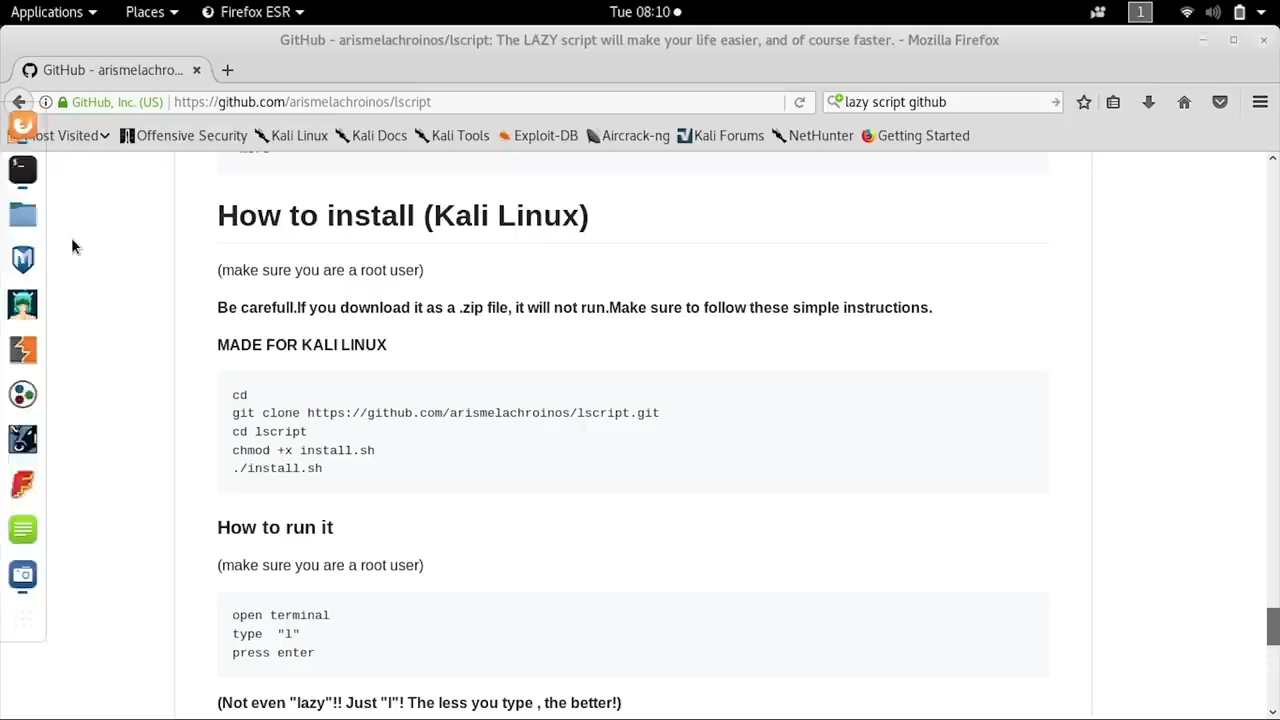 Applications Places Firefox ESR Tue 08:10 1
GitHub - arismelachroinos/lscript: The LAZY script will make your life easier, and of course faster. - Mozilla Firefox
GitHub - arismelachro...
GitHub, Inc. (US) https://github.com/arismelachroinos/lscript lazy script github
Visited Offensive Security Kali Linux Kali Docs Kali Tools Exploit-DB Aircrack-ng Kali Forums NetHunter Getting Started
How to install (Kali Linux)
(make sure you are a root user)
Be carefull.If you download it as a .zip file, it will not run.Make sure to follow these simple instructions.
MADE FOR KALI LINUX
cd
git clone https://github.com/arismelachroinos/lscript.git
cd lscript
chmod +x install.sh
./install.sh
How to run it
(make sure you are a root user)
open terminal
type "l"
press enter
(Not even "lazy"!! Just "l"! The less you type , the better!)